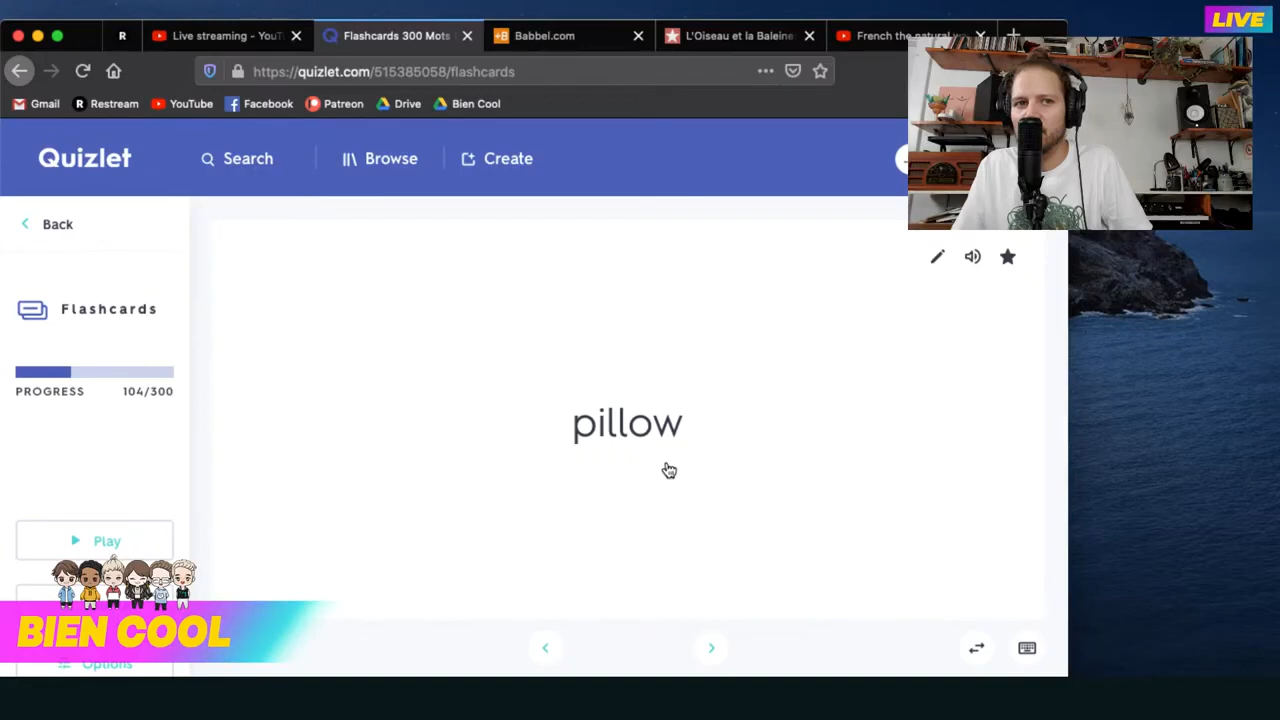 LIVE
R
Live streaming - YouT
Flashcards 300 Mots
Babbel.com
L'Oiseau et la Baleine
French the natural w
https://quizlet.com/515385058/flashcards
Gmail
Restream
YouTube
Facebook
Patreon
Drive
Bien Cool
Quizlet
Search
Browse
Create
Back
Flashcards
PROGRESS 104/300
pillow
Play
BIEN COOL
Options